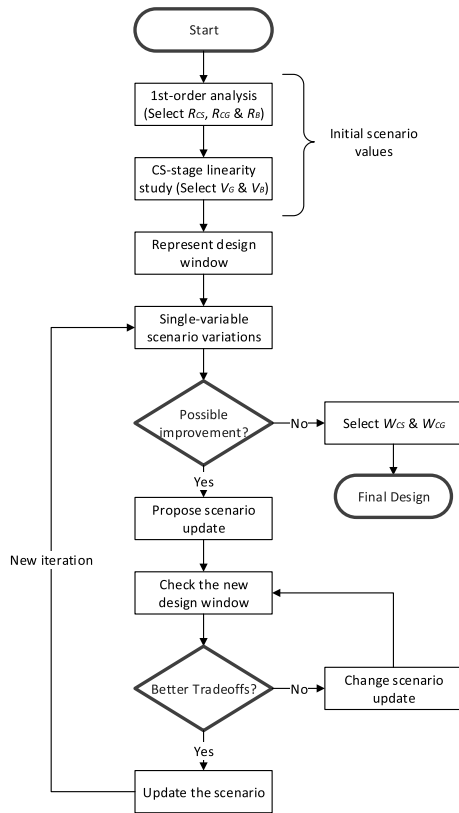 Start
1st-order analysis
(Select RCS, RCG & RB)
Initial scenario
values
CS-stage linearity
study (Select VG & VB)
Represent design
window
Single-variable
scenario variations
Possible
improvement?
No
Select WCS & WCG
Final Design
Yes
Propose scenario
update
New iteration
Check the new
design window
Better Tradeoffs?
No
Change scenario
update
Yes
Update the scenario